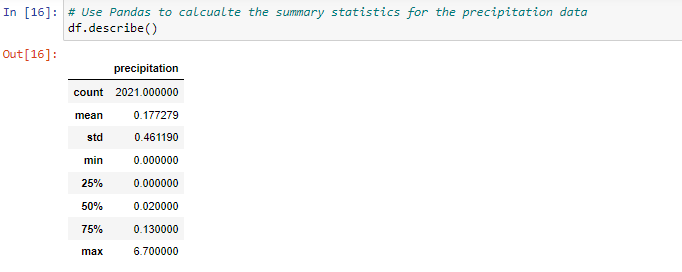 In [16]: # Use Pandas to calcualte the summary statistics for the precipitation data
df.describe()
Out[16]:
precipitation
count 2021.000000
mean 0.177279
std 0.461190
min 0.000000
25% 0.000000
50% 0.020000
75% 0.130000
max 6.700000